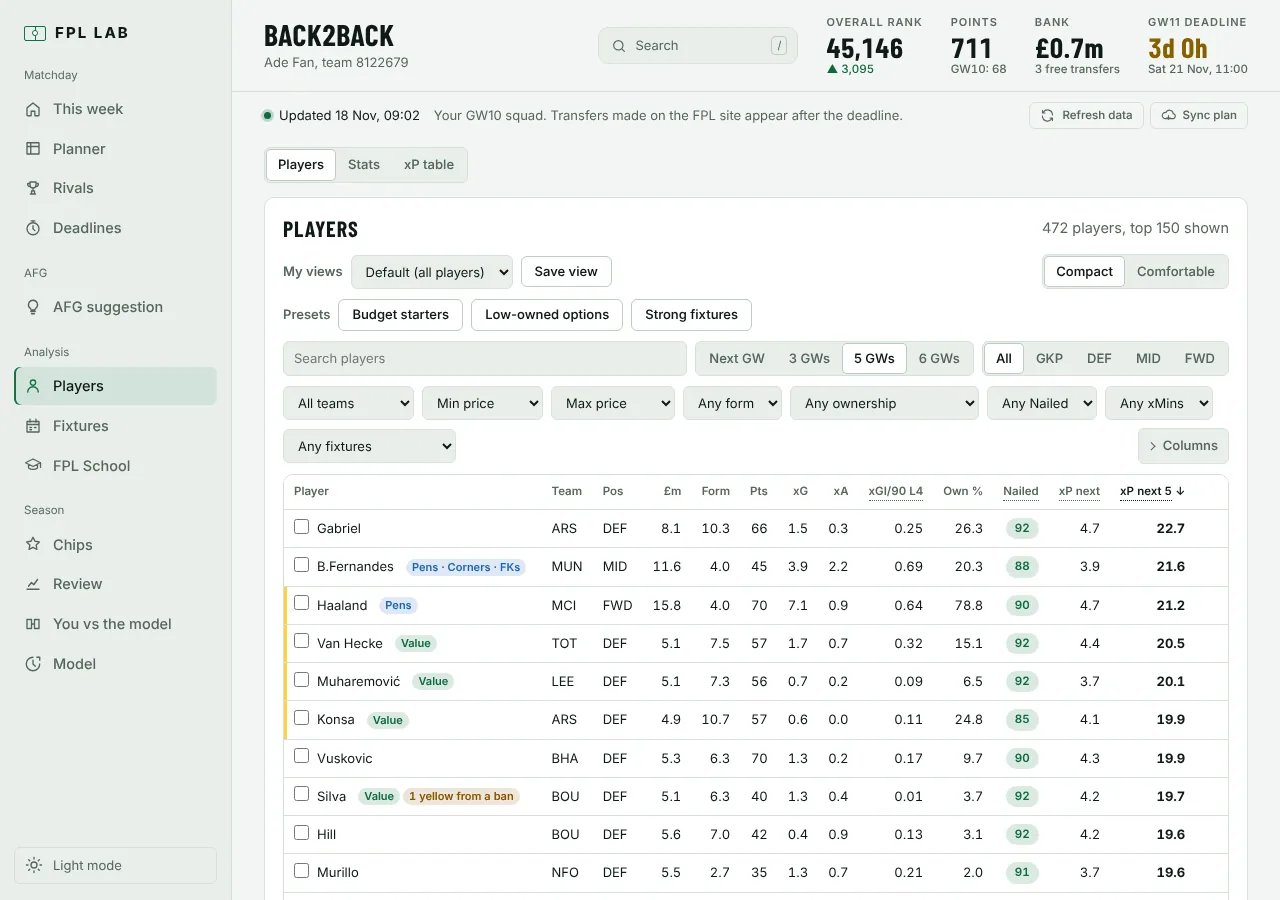 FPL LAB
Matchday
This week
Planner
Rivals
Deadlines
AFG
AFG suggestion
Analysis
Players
Fixtures
FPL School
Season
Chips
Review
You vs the model
Model
Light mode
BACK2BACK
Ade Fan, team 8122679
Search /
OVERALL RANK
45,146
▲ 3,095
POINTS
711
GW10: 68
BANK
£0.7m
3 free transfers
GW11 DEADLINE
3d 0h
Sat 21 Nov, 11:00
Updated 18 Nov, 09:02 Your GW10 squad. Transfers made on the FPL site appear after the deadline.
Refresh data Sync plan
Players Stats xP table
PLAYERS 472 players, top 150 shown
My views Default (all players) Save view Compact Comfortable
Presets Budget starters Low-owned options Strong fixtures
Search players Next GW 3 GWs 5 GWs 6 GWs All GKP DEF MID FWD
All teams Min price Max price Any form Any ownership Any Nailed Any xMins
Any fixtures Columns
Player Team Pos £m Form Pts xG xA xGI/90 L4 Own % Nailed xP next xP next 5 ↓
Gabriel ARS DEF 8.1 10.3 66 1.5 0.3 0.25 26.3 92 4.7 22.7
B.Fernandes Pens · Corners · FKs MUN MID 11.6 4.0 45 3.9 2.2 0.69 20.3 88 3.9 21.6
Haaland Pens MCI FWD 15.8 4.0 70 7.1 0.9 0.64 78.8 90 4.7 21.2
Van Hecke Value TOT DEF 5.1 7.5 57 1.7 0.7 0.32 15.1 92 4.4 20.5
Muharemović Value LEE DEF 5.1 7.3 56 0.7 0.2 0.09 6.5 92 3.7 20.1
Konsa Value ARS DEF 4.9 10.7 57 0.6 0.0 0.11 24.8 85 4.1 19.9
Vuskovic BHA DEF 5.3 6.3 70 1.3 0.2 0.17 9.7 90 4.3 19.9
Silva Value 1 yellow from a ban BOU DEF 5.1 6.3 40 1.3 0.4 0.01 3.7 92 4.2 19.7
Hill BOU DEF 5.6 7.0 42 0.4 0.9 0.13 3.1 92 4.2 19.6
Murillo NFO DEF 5.5 2.7 35 1.3 0.7 0.21 2.0 91 3.7 19.6